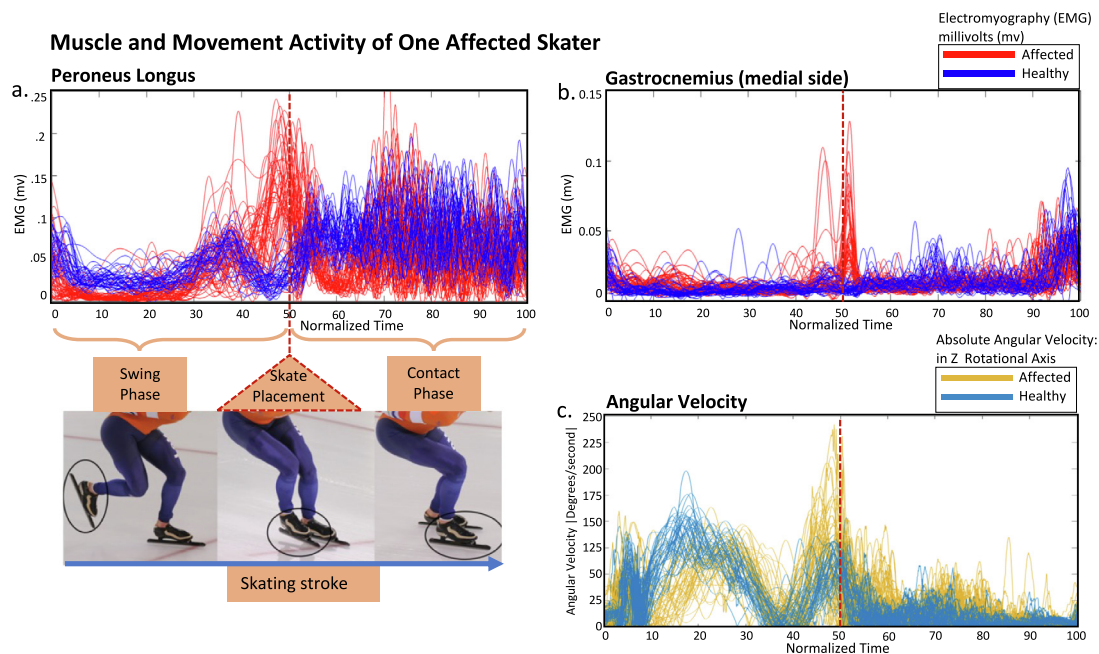 Muscle and Movement Activity of One Affected Skater
Electromyography (EMG)
millivolts (mv)
Affected
Healthy
a.
Peroneus Longus
EMG (mv)
.25
.2
.15
.1
.05
0
0 10 20 30 40 50 60 70 80 90 100
Normalized Time
b.
Gastrocnemius (medial side)
EMG (mv)
0.15
0.1
0.05
0
0 10 20 30 40 50 60 70 80 90 100
Normalized Time
Swing
Phase
Skate
Placement
Contact
Phase
Skating stroke
Absolute Angular Velocity:
in Z Rotational Axis
Affected
Healthy
c.
Angular Velocity
Angular Velocity |Degrees/second|
250
225
200
175
150
125
50
25
0
0 10 20 30 40 50 60 70 80 90 100
Normalized Time